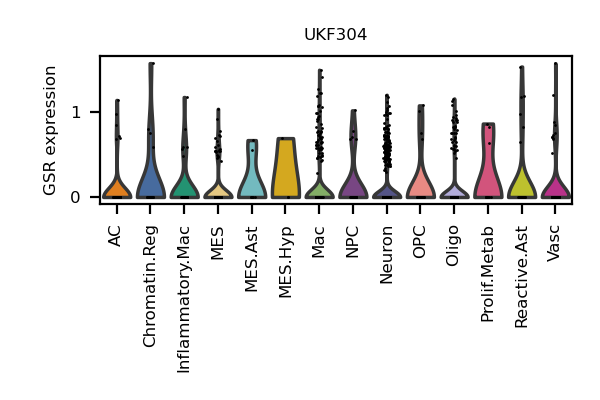 UKF304
GSR expression
1
0
AC
Chromatin.Reg
Inflammatory.Mac
MES
MES.Ast
MES.Hyp
Mac
NPC
Neuron
OPC
Oligo
Prolif.Metab
Reactive.Ast
Vasc